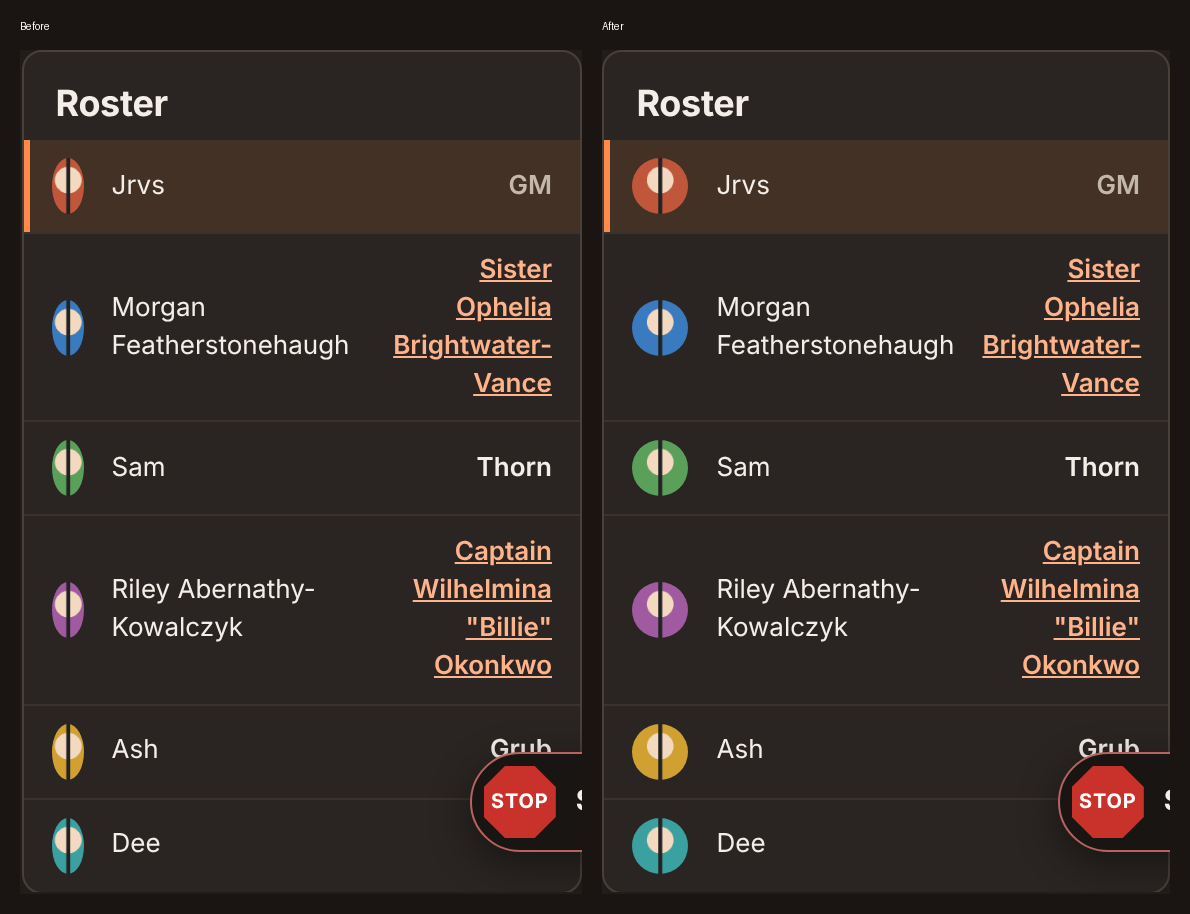 Before
Roster
Jrvs GM
Morgan Featherstonehaugh
Sister
Ophelia
Brightwater-
Vance
Sam Thorn
Riley Abernathy-
Kowalczyk
Captain
Wilhelmina
"Billie"
Okonkwo
Ash Grub
STOP
Dee
After
Roster
Jrvs GM
Morgan
Featherstonehaugh
Sister
Ophelia
Brightwater-
Vance
Sam Thorn
Riley Abernathy-
Kowalczyk
Captain
Wilhelmina
"Billie"
Okonkwo
Ash Grub
STOP
Dee